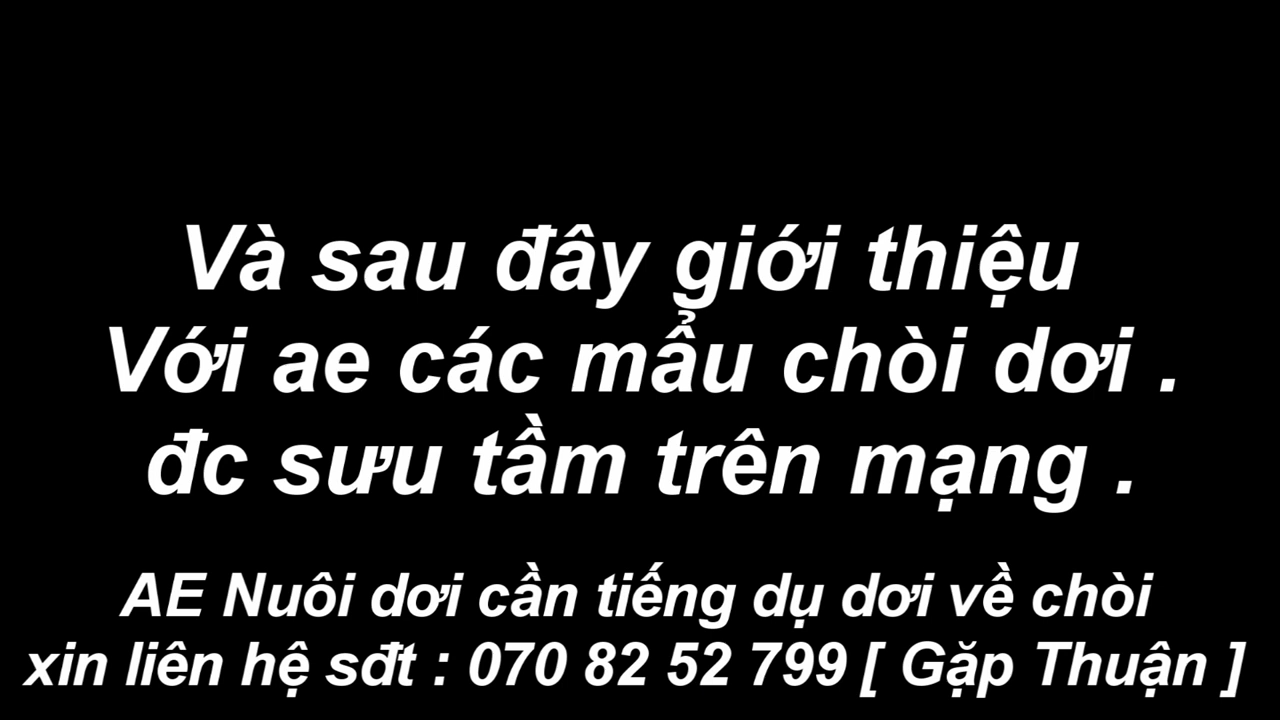 Và sau đây giới thiệu
Với ae các mẩu chòi dơi .
đc sưu tầm trên mạng .
AE Nuôi dơi cần tiếng dụ dơi về chòi
xin liên hệ sđt : 070 82 52 799 [ Gặp Thuận ]